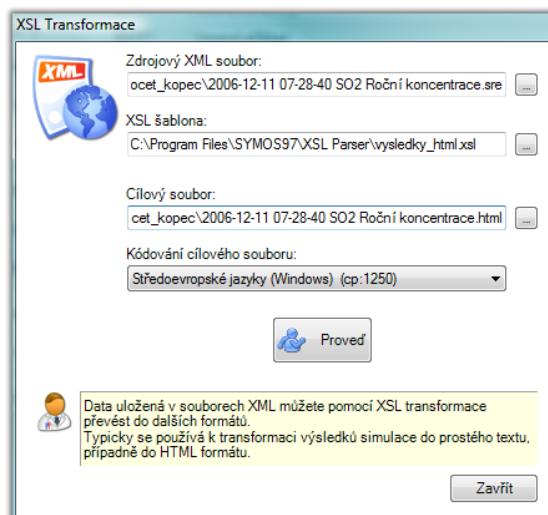 XSL Transformace
XML
Zdrojový XML soubor:
ocet_kopec\2006-12-11 07-28-40 SO2 Roční koncentrace.sre
...
XSL šablona:
C:\Program Files\SYMOS97\XSL Parser\vysledky_html.xsl
...
Cílový soubor:
cet_kopec\2006-12-11 07-28-40 SO2 Roční koncentrace.html
...
Kódování cílového souboru:
Středoevropské jazyky (Windows) (cp:1250)
Proveď
Data uložená v souborech XML můžete pomocí XSL transformace
převést do dalších formátů.
Typicky se používá k transformaci výsledků simulace do prostého textu,
případně do HTML formátu.
Zavřít